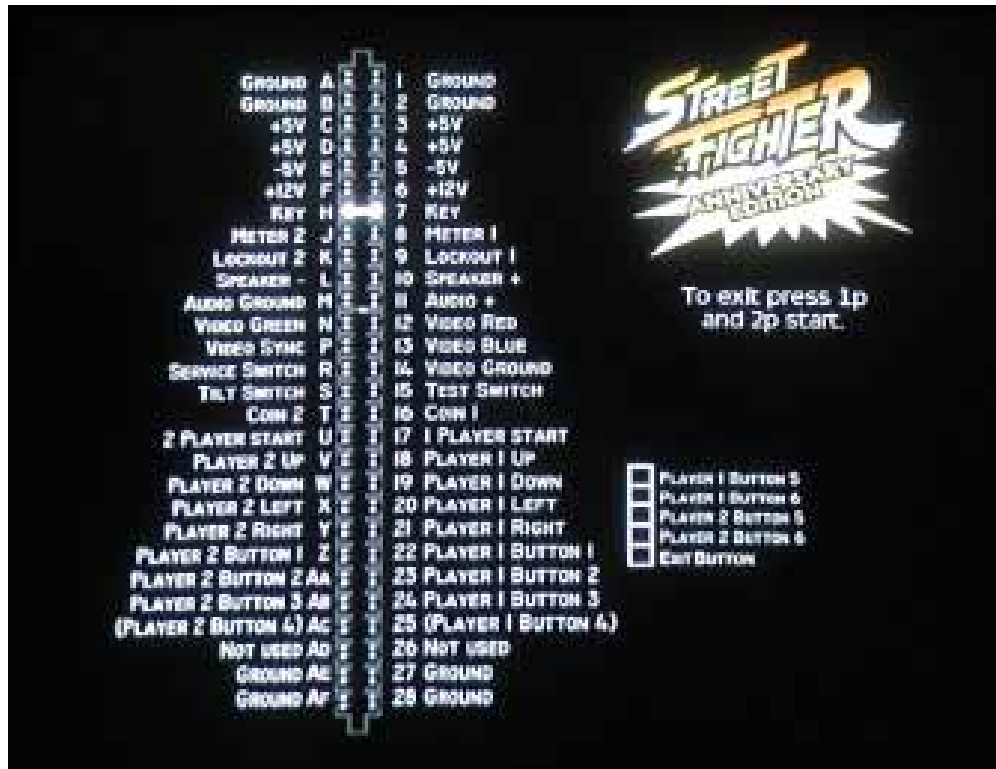 Ground A 1 Ground
Ground B 2 Ground
+5V C 3 +5V
+5V D 4 +5V
-5V E 5 -5V
+12V F 6 +12V
Key H 7 Key
Meter 2 J 8 Meter 1
Lockout 2 K 9 Lockout 1
Speaker - L 10 Speaker +
Audio Ground M 11 Audio +
Video Green N 12 Video Red
Video Sync P 13 Video Blue
Service Switch R 14 Video Ground
Tilt Switch S 15 Test Switch
Coin 2 T 16 Coin 1
2 Player start U 17 1 Player start
Player 2 Up V 18 Player 1 Up
Player 2 Down W 19 Player 1 Down
Player 2 Left X 20 Player 1 Left
Player 2 Right Y 21 Player 1 Right
Player 2 Button 1 Z 22 Player 1 Button 1
Player 2 Button 2 Aa 23 Player 1 Button 2
Player 2 Button 3 Ab 24 Player 1 Button 3
(Player 2 Button 4) Ac 25 (Player 1 Button 4)
Not used Ad 26 Not used
Ground Ae 27 Ground
Ground Af 28 Ground
STREET
FIGHTER
ANNIVERSARY
EDITION
To exit press 1p
and 2p start.
Player 1 Button 5
Player 1 Button 6
Player 2 Button 5
Player 2 Button 6
Exit Button